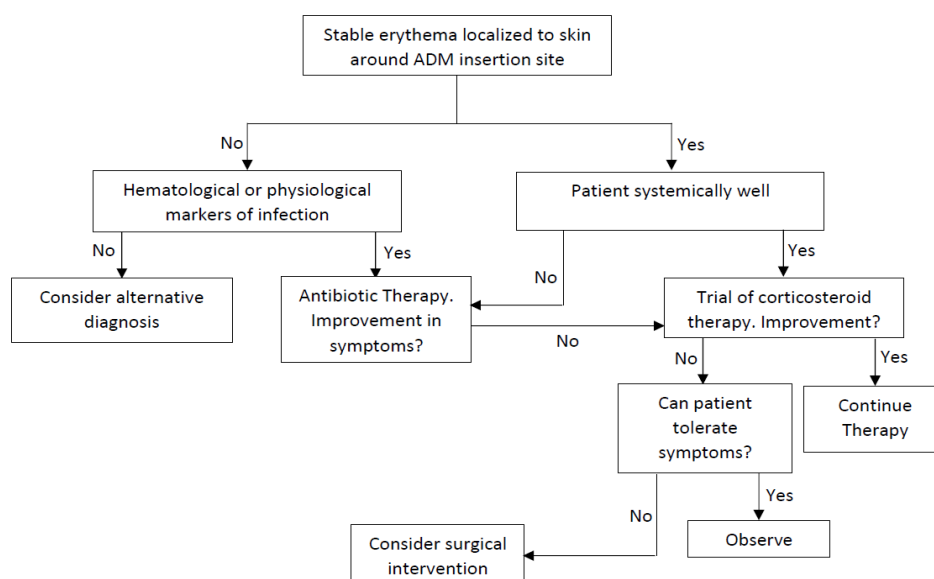 Stable erythema localized to skin
around ADM insertion site
No
Yes
Hematological or physiological
markers of infection
Patient systemically well
No
Yes
No
Yes
Consider alternative
diagnosis
Antibiotic Therapy.
Improvement in
symptoms?
Trial of corticosteroid
therapy. Improvement?
No
No
Yes
Can patient
tolerate
symptoms?
Continue
Therapy
No
Yes
Consider surgical
intervention
Observe